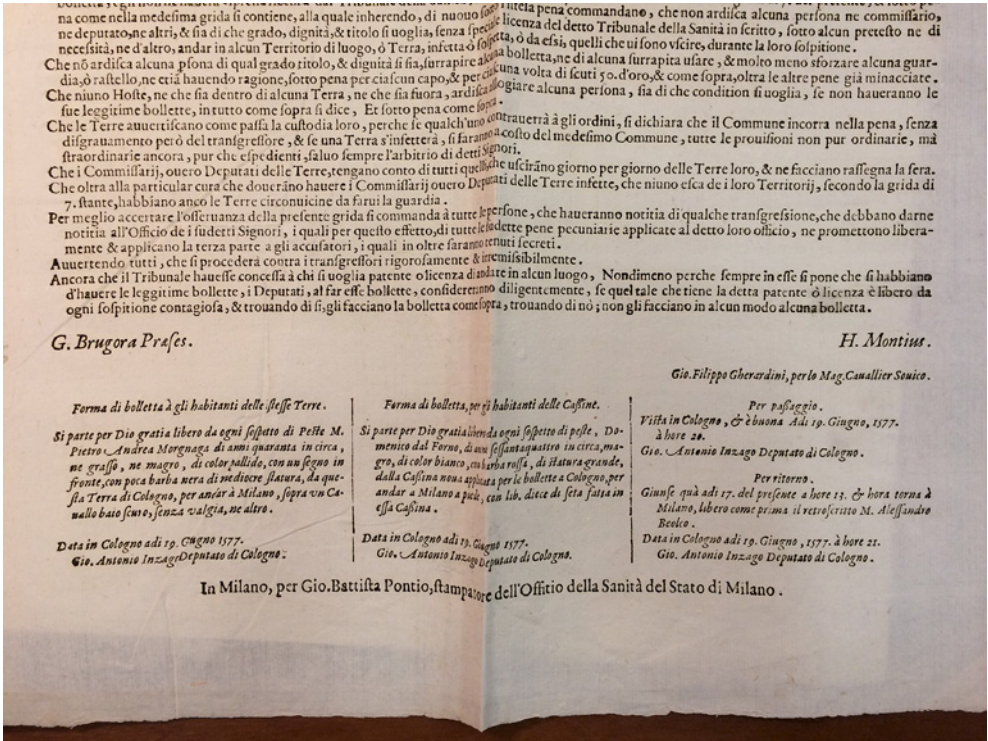 na come nella medesima grida si contiene, alla quale inherendo, di nuouo sotto l'istessa pena commandano, che non ardisca alcuna persona ne commissario,
ne deputato, ne altri, & sia di che grado, dignità, & titolo si uoglia, senza speciale licenza del detto Tribunale della Sanità in scritto, sotto alcun pretesto ne di
necessità, ne d'altro, andar in alcun Territorio di luogo, ò Terra, infetta ò sospetta, ò da essi, quelli che ui sono uscire, durante la loro sospitione.
Che nõ ardisca alcuna psona di qual grado titolo, & dignità si sia, surrapire alcuna bolletta, ne di alcuna surrapita usare, & molto meno sforzare alcuna guar-
dia, ò rastello, ne etiã hauendo ragione, sotto pena per ciascun capo, & per ciascuna volta di scuti 50. d'oro, & come sopra, oltra le altre pene già minacciate.
Che niuno Hoste, ne che sia dentro di alcuna Terra, ne che sia fuora, ardisca allogiare alcuna persona, sia di che condition si uoglia, se non haueranno le
sue legittime bollette, in tutto come sopra si dice, Et sotto pena come sopra.
Che le Terre auuertiscano come passa la custodia loro, perche se qualch'uno contrauerrà à gli ordini, si dichiara che il Commune incorra nella pena, senza
disgrauamento però del transgressore, & se una Terra s'infetterà, si faranno a costo del medesimo Commune, tutte le prouisioni non pur ordinarie, mà
straordinarie ancora, pur che espedienti, saluo sempre l'arbitrio di detti Signori.
Che i Commissarij, ouero Deputati delle Terre, tengano conto di tutti quelli, che uscirãno giorno per giorno delle Terre loro, & ne facciano rassegna la sera.
Che oltra alla particular cura che doueràno hauere i Commissarij ouero Deputati delle Terre infette, che niuno esca de i loro Territorij, secondo la grida di
7. stante, habbiano anco le Terre circonuicine da farui la guardia.
Per meglio accertare l'osseruanza della presente grida si commanda à tutte le persone, che haueranno notitia di qualche transgressione, che debbano darne
notitia all'Officio de i sudetti Signori, i quali per questo effetto, di tutte le sudette pene pecuniarie applicate al detto loro officio, ne promettono libera-
mente & applicano la terza parte a gli accusatori, i quali in oltre saranno tenuti secreti.
Auuertendo tutti, che si procederà contra i transgressori rigorosamente & irremissibilmente.
Ancora che il Tribunale hauesse concessa à chi si uoglia patente o licenza di andare in alcun luogo, Nondimeno perche sempre in esse si pone che si habbiano
d'hauere le leggitime bollette, i Deputati, al far esse bollette, considereranno diligentemente, se quel tale che tiene la detta patente ò licenza è libero da
ogni sospitione contagiosa, & trouando di si, gli facciano la bolletta come sopra, trouando di nò; non gli facciano in alcun modo alcuna bolletta.
G. Brugora Præses.
H. Montius.
Gio. Filippo Gherardini, per lo Mag. Cauallier Souico.
Forma di bolletta à gli habitanti delle stesse Terre.
Si parte per Dio gratia libero da ogni sospetto di Peste M.
Pietro Andrea Morgnaga di anni quaranta in circa,
ne grasso, ne magro, di color pallido, con un segno in
fronte, con poca barba nera di mediocre statura, da que-
sta Terra di Cologno, per andar à Milano, sopra vn Ca-
uallo baio scuro, senza valgia, ne altro.
Data in Cologno adi 19. Giugno 1577.
Gio. Antonio Inzago Deputato di Cologno.
Forma di bolletta, per gli habitanti delle Cassine.
Si parte per Dio gratia libero da ogni sospetto di peste, Do-
menico dal Forno, di anni sessantaquattro in circa, ma-
gro, di color bianco, con barba rossa, di statura grande,
dalla Cassina noua applicata per le bollette a Cologno, per
andar a Milano a piede, con lib. diece di seta fatta in
essa Cassina.
Data in Cologno adi 19. Giugno 1577.
Gio. Antonio Inzago Deputato di Cologno.
Per passaggio.
Vista in Cologno, & è buona Adi 19. Giugno, 1577.
à hore 20.
Gio. Antonio Inzago Deputato di Cologno.
Per ritorno.
Giunse quà adi 17. del presente a hore 13. & hora torna à
Milano, libero come prima il retroscritto M. Alessandro
Beolco.
Data in Cologno adi 19. Giugno, 1577. à hore 21.
Gio. Antonio Inzago Deputato di Cologno.
In Milano, per Gio. Battista Pontio, stampatore dell'Offitio della Sanità del Stato di Milano.